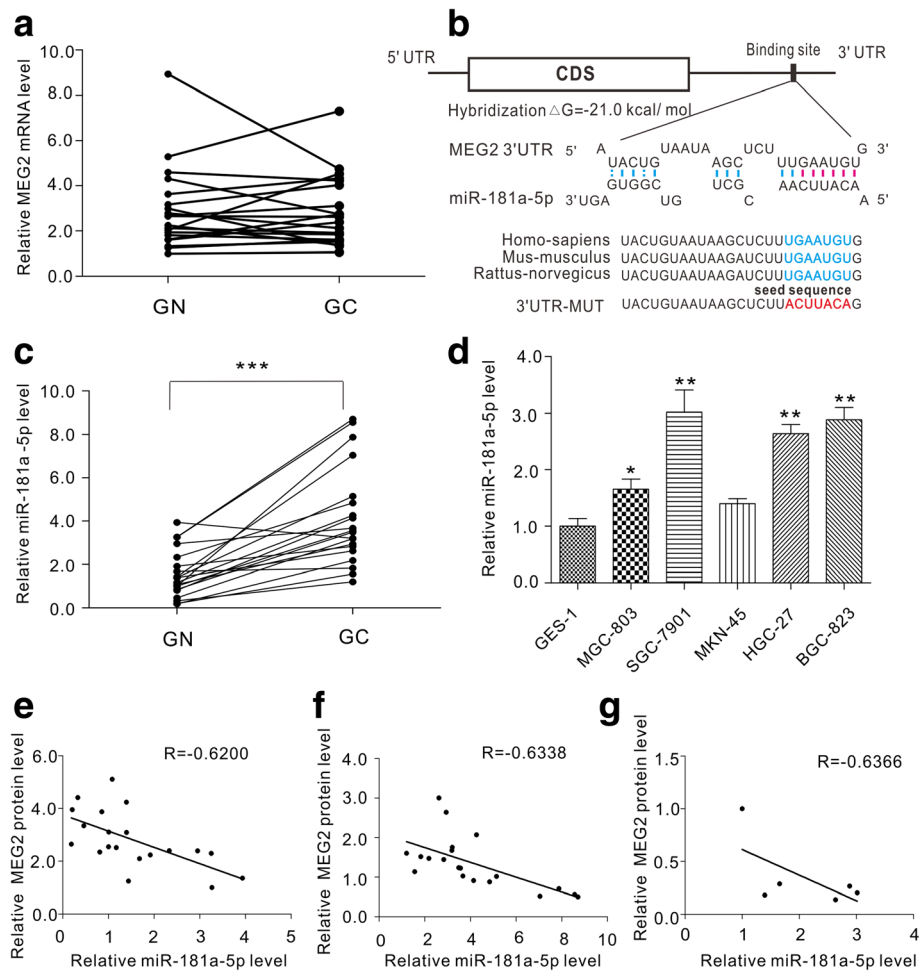 a
Relative MEG2 mRNA level
10.0
8.0
6.0
4.0
2.0
0.0
GN
GC
b
5' UTR
CDS
Binding site
3' UTR
Hybridization △G=-21.0 kcal/ mol
MEG2 3'UTR 5' A UAAUA UCU G 3'
UACUG AGC UUGAAUGU
GUGGC UCG AACUUACA
miR-181a-5p 3'UGA UG C A 5'
Homo-sapiens UACUGUAAUAAGCUCUUUGAAUGUG
Mus-musculus UACUGUAAUAAGAUCUUUGAAUGUG
Rattus-norvegicus UACUGUAAUAAGAUCUUUGAAUGUG
seed sequence
3'UTR-MUT UACUGUAAUAAGCUCUUACUUACAG
c
Relative miR-181a -5p level
10.0
8.0
6.0
4.0
2.0
0.0
***
GN
GC
d
Relative miR-181a-5p level
4.0
3.0
2.0
1.0
0.0
*
**
**
**
GES-1
MGC-803
SGC-7901
MKN-45
HGC-27
BGC-823
e
Relative MEG2 protein level
6.0
4.0
2.0
0.0
R=-0.6200
0 1 2 3 4 5
Relative miR-181a-5p level
f
Relative MEG2 protein level
4.0
3.0
2.0
1.0
0.0
R=-0.6338
0 2 4 6 8 10
Relative miR-181a-5p level
g
Relative MEG2 protein level
1.5
1.0
0.5
0.0
R=-0.6366
0 1 2 3 4
Relative miR-181a-5p level